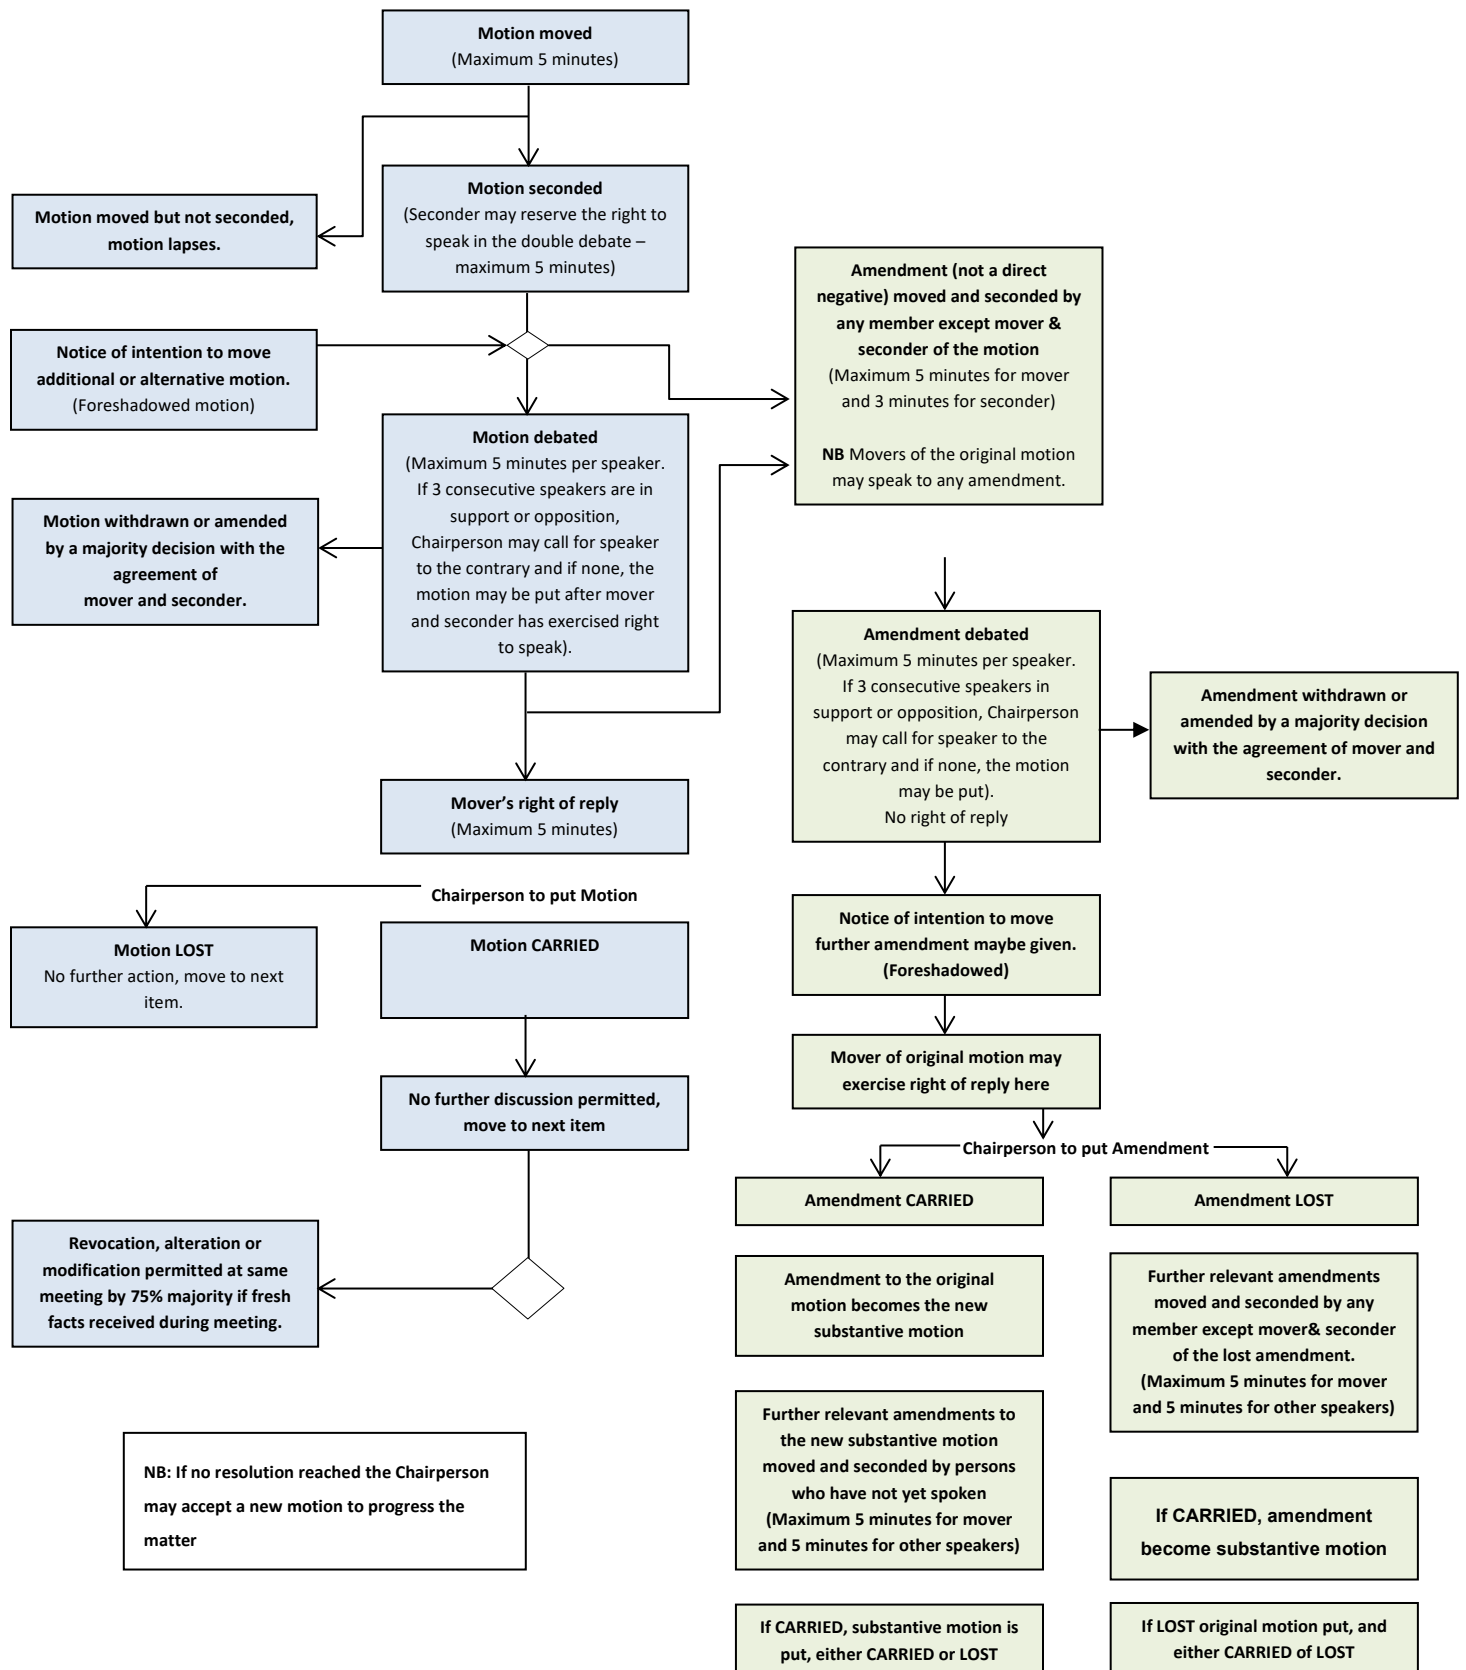 Motion moved
(Maximum 5 minutes)
Motion seconded
(Seconder may reserve the right to
speak in the double debate –
maximum 5 minutes)
Motion moved but not seconded,
motion lapses.
Notice of intention to move
additional or alternative motion.
(Foreshadowed motion)
Motion debated
(Maximum 5 minutes per speaker.
If 3 consecutive speakers are in
support or opposition,
Chairperson may call for speaker
to the contrary and if none, the
motion may be put after mover
and seconder has exercised right
to speak).
Motion withdrawn or amended
by a majority decision with the
agreement of
mover and seconder.
Mover’s right of reply
(Maximum 5 minutes)
Chairperson to put Motion
Motion LOST
No further action, move to next
item.
Motion CARRIED
No further discussion permitted,
move to next item
Revocation, alteration or
modification permitted at same
meeting by 75% majority if fresh
facts received during meeting.
NB: If no resolution reached the Chairperson
may accept a new motion to progress the
matter
Amendment (not a direct
negative) moved and seconded by
any member except mover &
seconder of the motion
(Maximum 5 minutes for mover
and 3 minutes for seconder)
NB Movers of the original motion
may speak to any amendment.
Amendment debated
(Maximum 5 minutes per speaker.
If 3 consecutive speakers in
support or opposition, Chairperson
may call for speaker to the
contrary and if none, the motion
may be put).
No right of reply
Amendment withdrawn or
amended by a majority decision
with the agreement of mover and
seconder.
Notice of intention to move
further amendment maybe given.
(Foreshadowed)
Mover of original motion may
exercise right of reply here
Chairperson to put Amendment
Amendment CARRIED
Amendment to the original
motion becomes the new
substantive motion
Further relevant amendments to
the new substantive motion
moved and seconded by persons
who have not yet spoken
(Maximum 5 minutes for mover
and 5 minutes for other speakers)
If CARRIED, substantive motion is
put, either CARRIED or LOST
Amendment LOST
Further relevant amendments
moved and seconded by any
member except mover& seconder
of the lost amendment.
(Maximum 5 minutes for mover
and 5 minutes for other speakers)
If CARRIED, amendment
become substantive motion
If LOST original motion put, and
either CARRIED of LOST